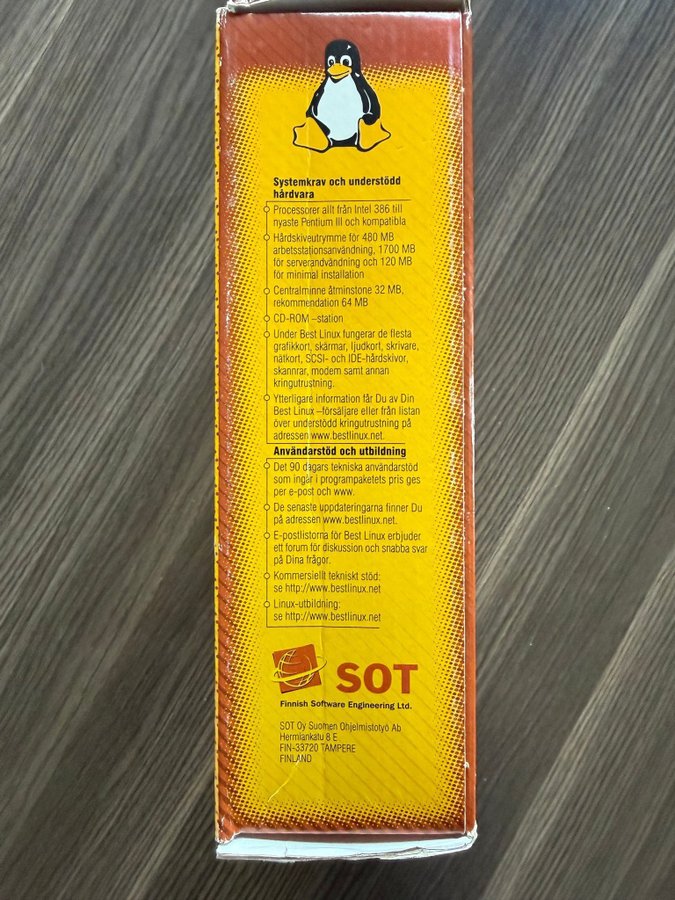 Systemkrav och understödd
hårdvara
Processorer allt från Intel 386 till
nyaste Pentium III och kompatibla
Hårdskiveutrymme för 480 MB
arbetsstationsanvändning, 1700 MB
för serverandvändning och 120 MB
för minimal installation
Centralminne åtminstone 32 MB,
rekommendation 64 MB
CD-ROM –station
Under Best Linux fungerar de flesta
grafikkort, skärmar, ljudkort, skrivare,
nätkort, SCSI- och IDE-hårdskivor,
skannrar, modem samt annan
kringutrustning.
Ytterligare information får Du av Din
Best Linux –försäljare eller från listan
över understödd kringutrustning på
adressen www.bestlinux.net.
Användarstöd och utbildning
Det 90 dagars tekniska användarstöd
som ingår i programpaketets pris ges
per e-post och www.
De senaste uppdateringarna finner Du
på adressen www.bestlinux.net.
E-postlistorna för Best Linux erbjuder
ett forum för diskussion och snabba svar
på Dina frågor.
Kommersiellt tekniskt stöd:
se http://www.bestlinux.net
Linux-utbildning:
se http://www.bestlinux.net
SOT
Finnish Software Engineering Ltd.
SOT Oy Suomen Ohjelmistotyö Ab
Hermiankatu 8 E
FIN-33720 TAMPERE
FINLAND